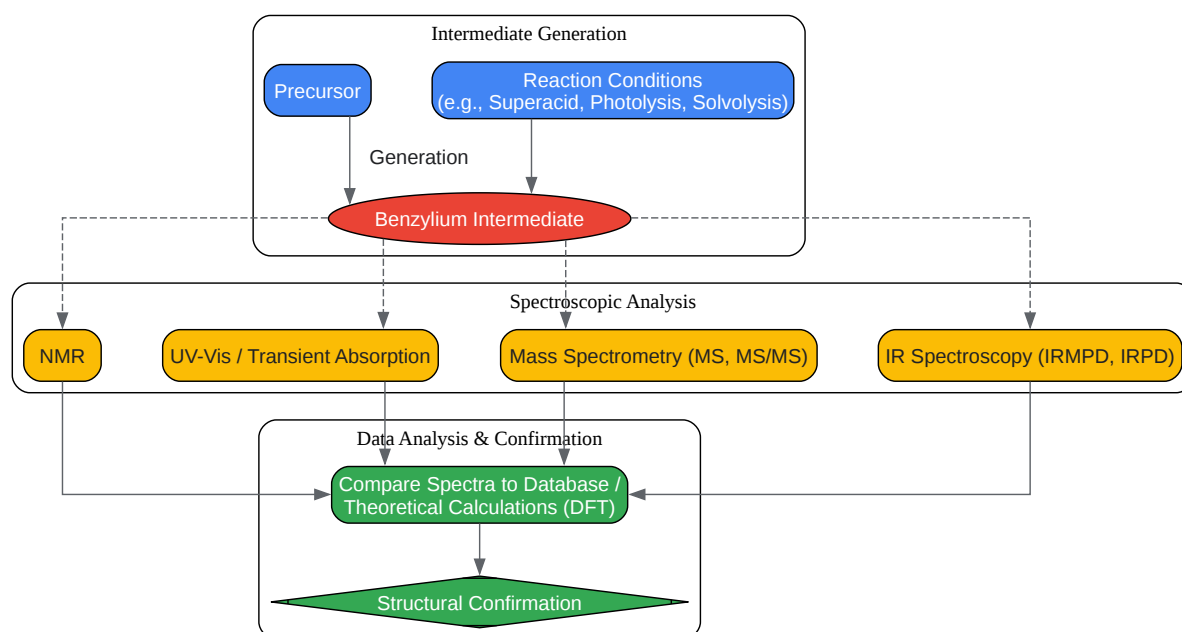 Intermediate Generation
Precursor
Reaction Conditions
(e.g., Superacid, Photolysis, Solvolysis)
Generation
Benzylium Intermediate
Spectroscopic Analysis
NMR
UV-Vis / Transient Absorption
Mass Spectrometry (MS, MS/MS)
IR Spectroscopy (IRMPD, IRPD)
Data Analysis & Confirmation
Compare Spectra to Database /
Theoretical Calculations (DFT)
Structural Confirmation